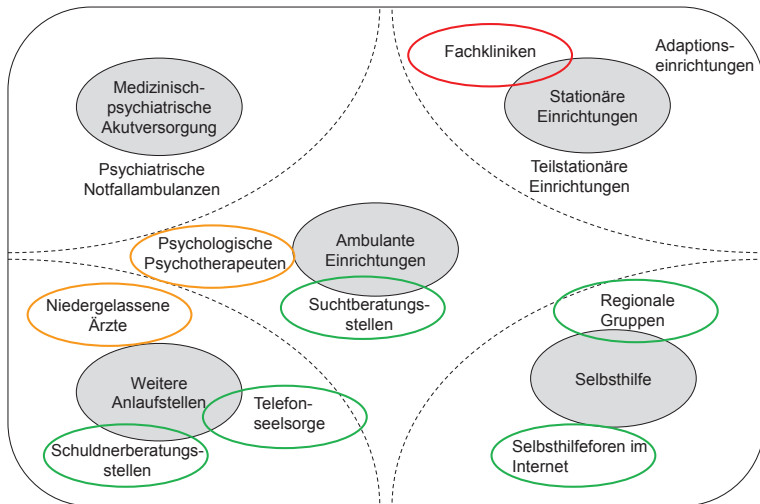 Fachkliniken
Adaptions-
einrichtungen
Medizinisch-
psychiatrische
Akutversorgung
Stationäre
Einrichtungen
Psychiatrische
Notfallambulanzen
Teilstationäre
Einrichtungen
Psychologische
Psychotherapeuten
Ambulante
Einrichtungen
Niedergelassene
Ärzte
Suchtberatungs-
stellen
Regionale
Gruppen
Weitere
Anlaufstellen
Telefon-
seelsorge
Selbsthilfe
Schuldnerberatungs-
stellen
Selbsthilfeforen im
Internet